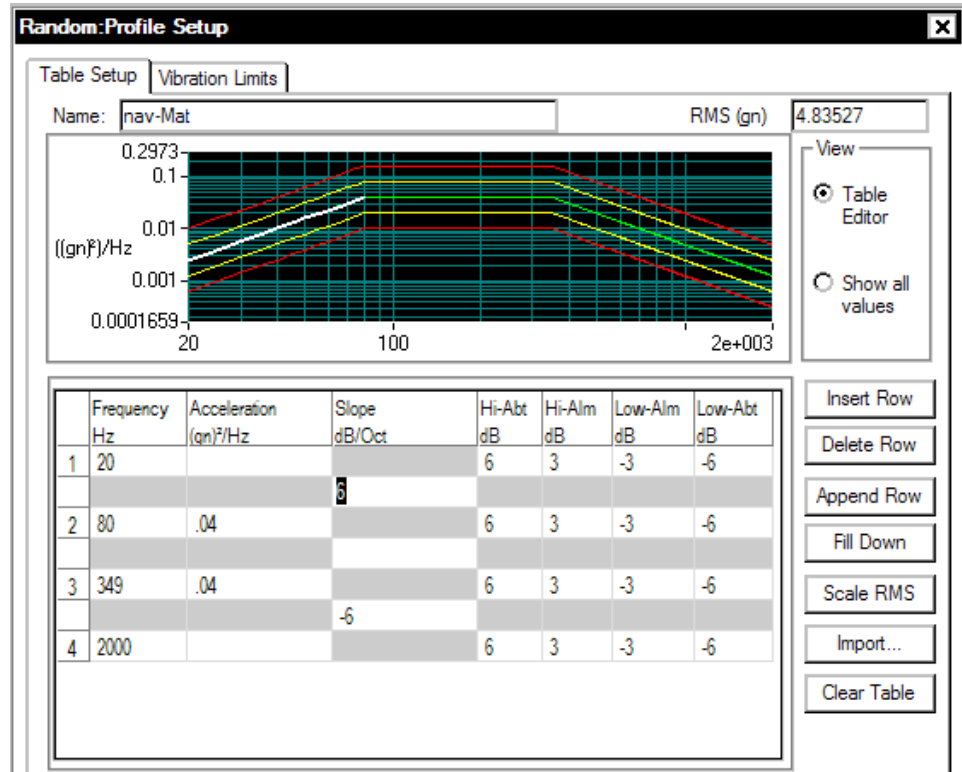 Random:Profile Setup
Table Setup Vibration Limits
Name: nav-Mat RMS (gn) 4.83527
0.2973
0.1
0.01
((gn)²)/Hz
0.001
0.0001659
20 100 2e+003
View
Table Editor
Show all values
Frequency Acceleration Slope Hi-Abt Hi-Alm Low-Alm Low-Abt
Hz (gn)²/Hz dB/Oct dB dB dB dB
1 20 6 3 -3 -6
6
2 80 .04 6 3 -3 -6
3 349 .04 6 3 -3 -6
-6
4 2000 6 3 -3 -6
Insert Row
Delete Row
Append Row
Fill Down
Scale RMS
Import...
Clear Table